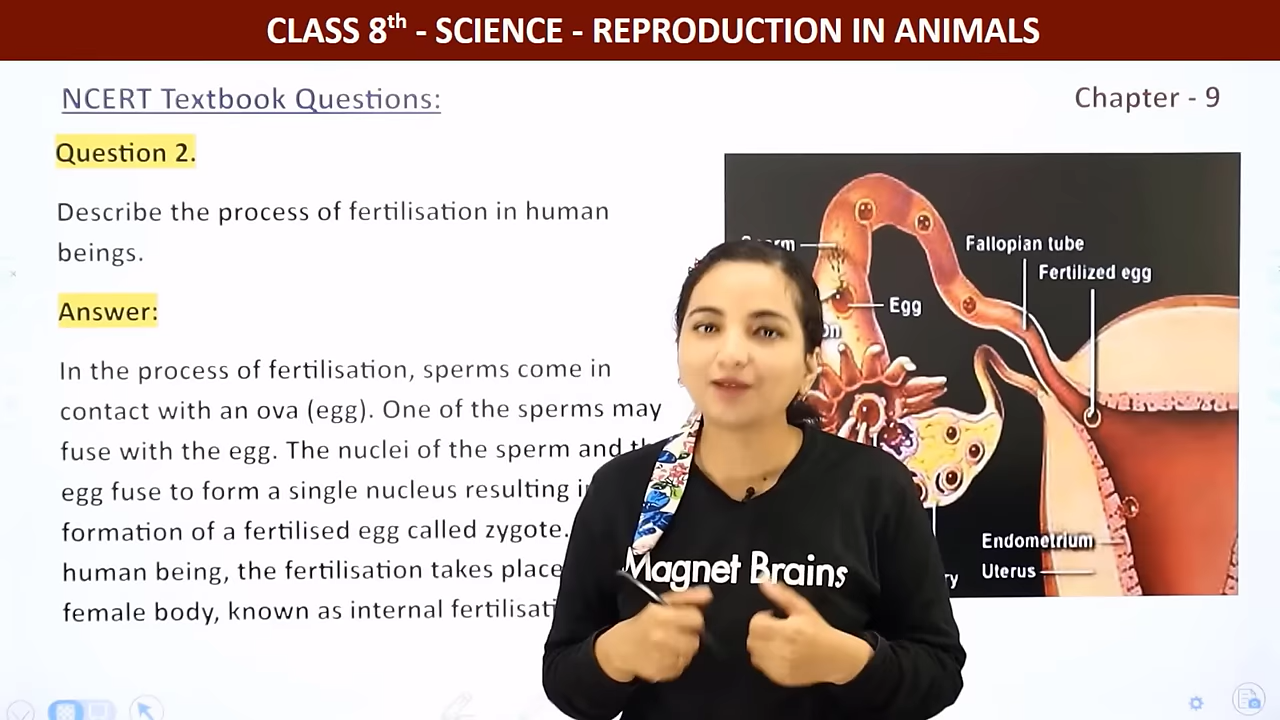 CLASS 8th - SCIENCE - REPRODUCTION IN ANIMALS
NCERT Textbook Questions:
Chapter - 9
Question 2.
Describe the process of fertilisation in human
beings.
Answer:
In the process of fertilisation, sperms come in
contact with an ova (egg). One of the sperms may
fuse with the egg. The nuclei of the sperm and
egg fuse to form a single nucleus resulting
formation of a fertilised egg called zygote.
human being, the fertilisation takes place
female body, known as internal
Fallopian tube
Fertilized egg
Egg
Endometrium
Uterus
Magnet Brains